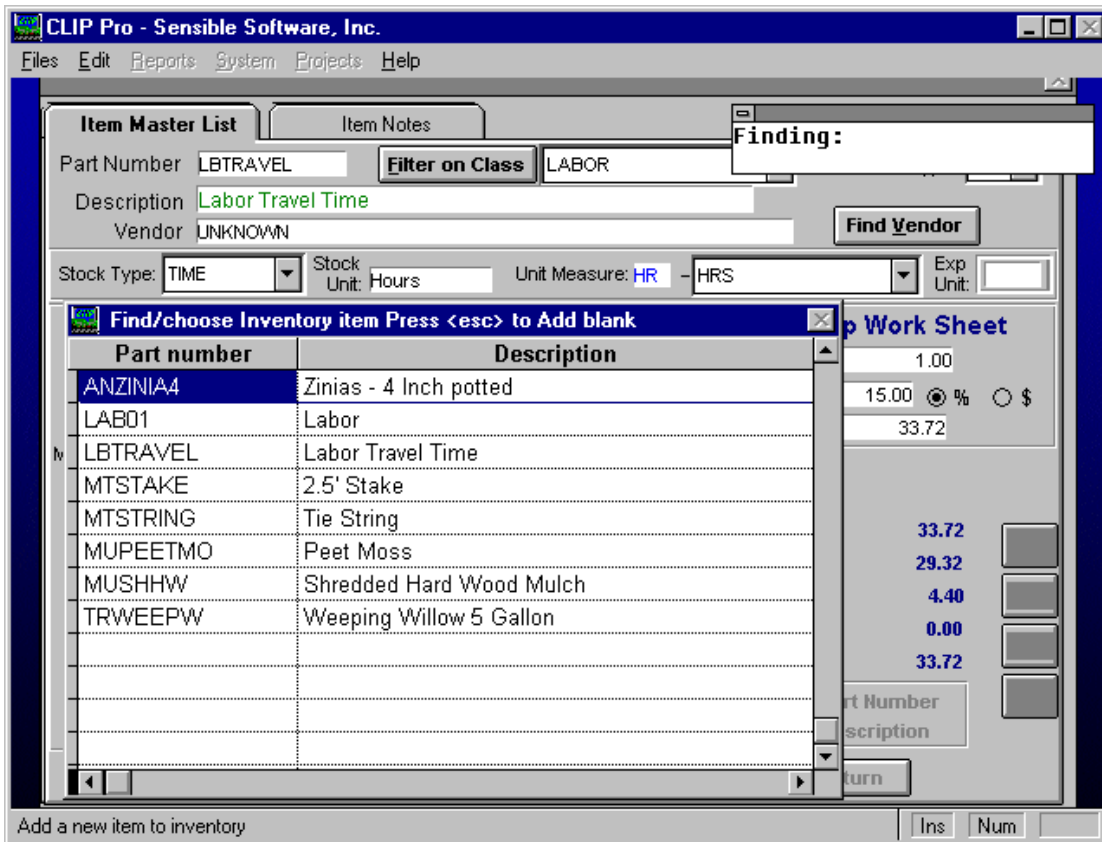 CLIP Pro - Sensible Software, Inc.
Files Edit Reports System Projects Help
Item Master List Item Notes
Finding:
Part Number LBTRAVEL Filter on Class LABOR
Description Labor Travel Time
Vendor UNKNOWN Find Vendor
Stock Type: TIME Stock Unit: Hours Unit Measure: HR - HRS Exp Unit:
Find/choose Inventory item Press <esc> to Add blank
p Work Sheet
Part number Description
1.00
ANZINIA4 Zinias - 4 Inch potted
15.00 % $
LAB01 Labor
33.72
LBTRAVEL Labor Travel Time
MTSTAKE 2.5' Stake
MTSTRING Tie String
33.72
MUPEETMO Peet Moss
29.32
MUSHHW Shredded Hard Wood Mulch
4.40
TRWEEPW Weeping Willow 5 Gallon
0.00
33.72
rt Number
scription
turn
Add a new item to inventory Ins Num